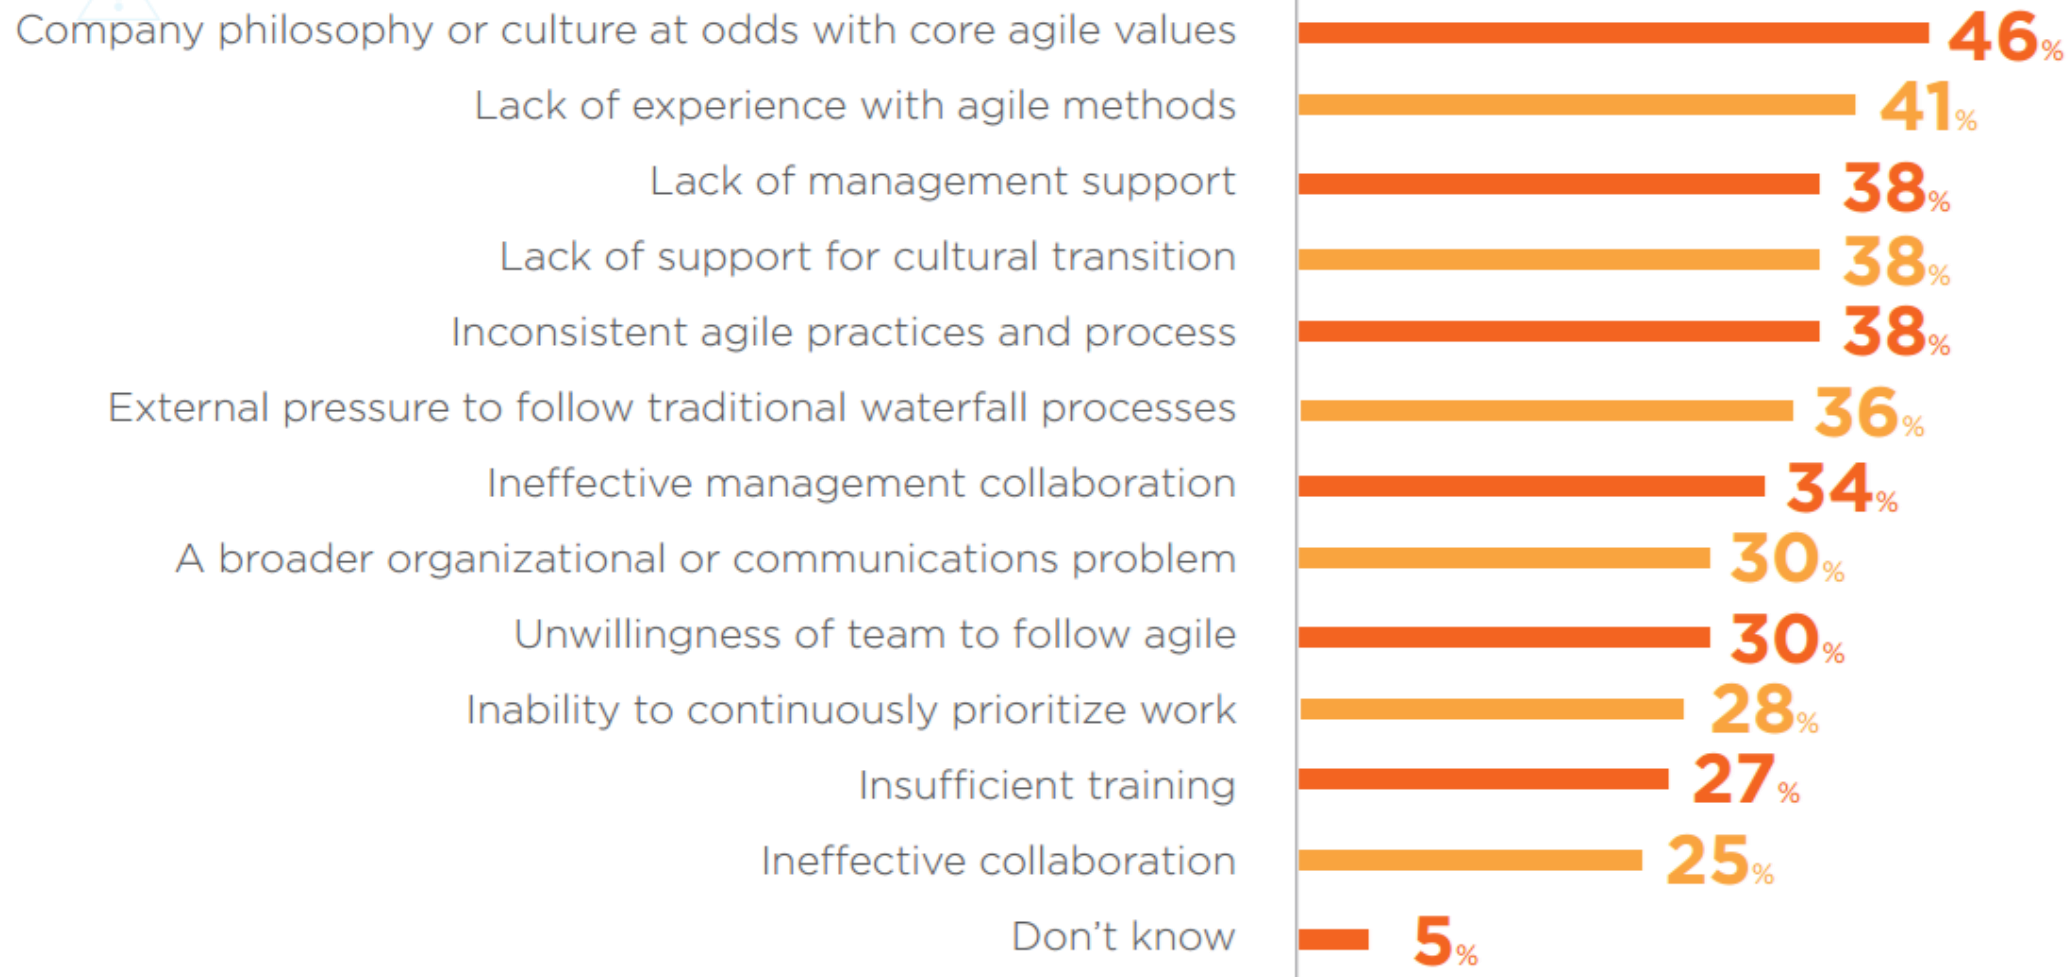 Company philosophy or culture at odds with core agile values 46%
Lack of experience with agile methods 41%
Lack of management support 38%
Lack of support for cultural transition 38%
Inconsistent agile practices and process 38%
External pressure to follow traditional waterfall processes 36%
Ineffective management collaboration 34%
A broader organizational or communications problem 30%
Unwillingness of team to follow agile 30%
Inability to continuously prioritize work 28%
Insufficient training 27%
Ineffective collaboration 25%
Don’t know 5%